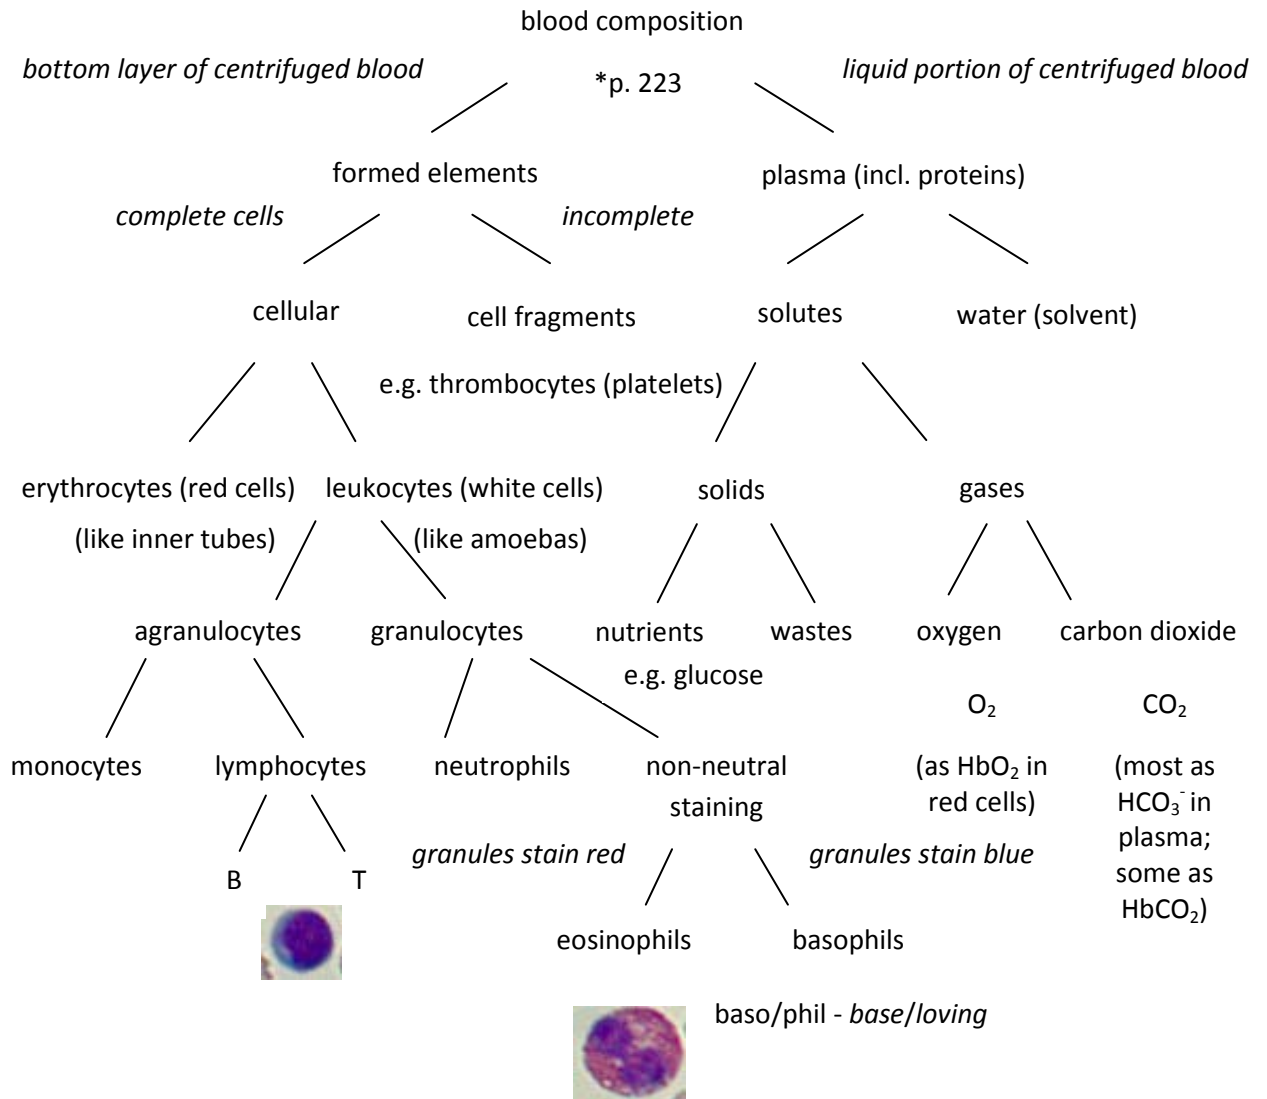 blood composition
bottom layer of centrifuged blood
*p. 223
liquid portion of centrifuged blood
formed elements
plasma (incl. proteins)
complete cells
incomplete
cellular
cell fragments
solutes
water (solvent)
e.g. thrombocytes (platelets)
erythrocytes (red cells)
leukocytes (white cells)
solids
gases
(like inner tubes)
(like amoebas)
agranulocytes
granulocytes
nutrients
wastes
oxygen
carbon dioxide
e.g. glucose
O₂
CO₂
monocytes
lymphocytes
neutrophils
non-neutral
staining
(as HbO₂ in
red cells)
(most as
HCO₃⁻ in
plasma;
some as
HbCO₂)
granules stain red
granules stain blue
B
T
eosinophils
basophils
baso/phil - base/loving